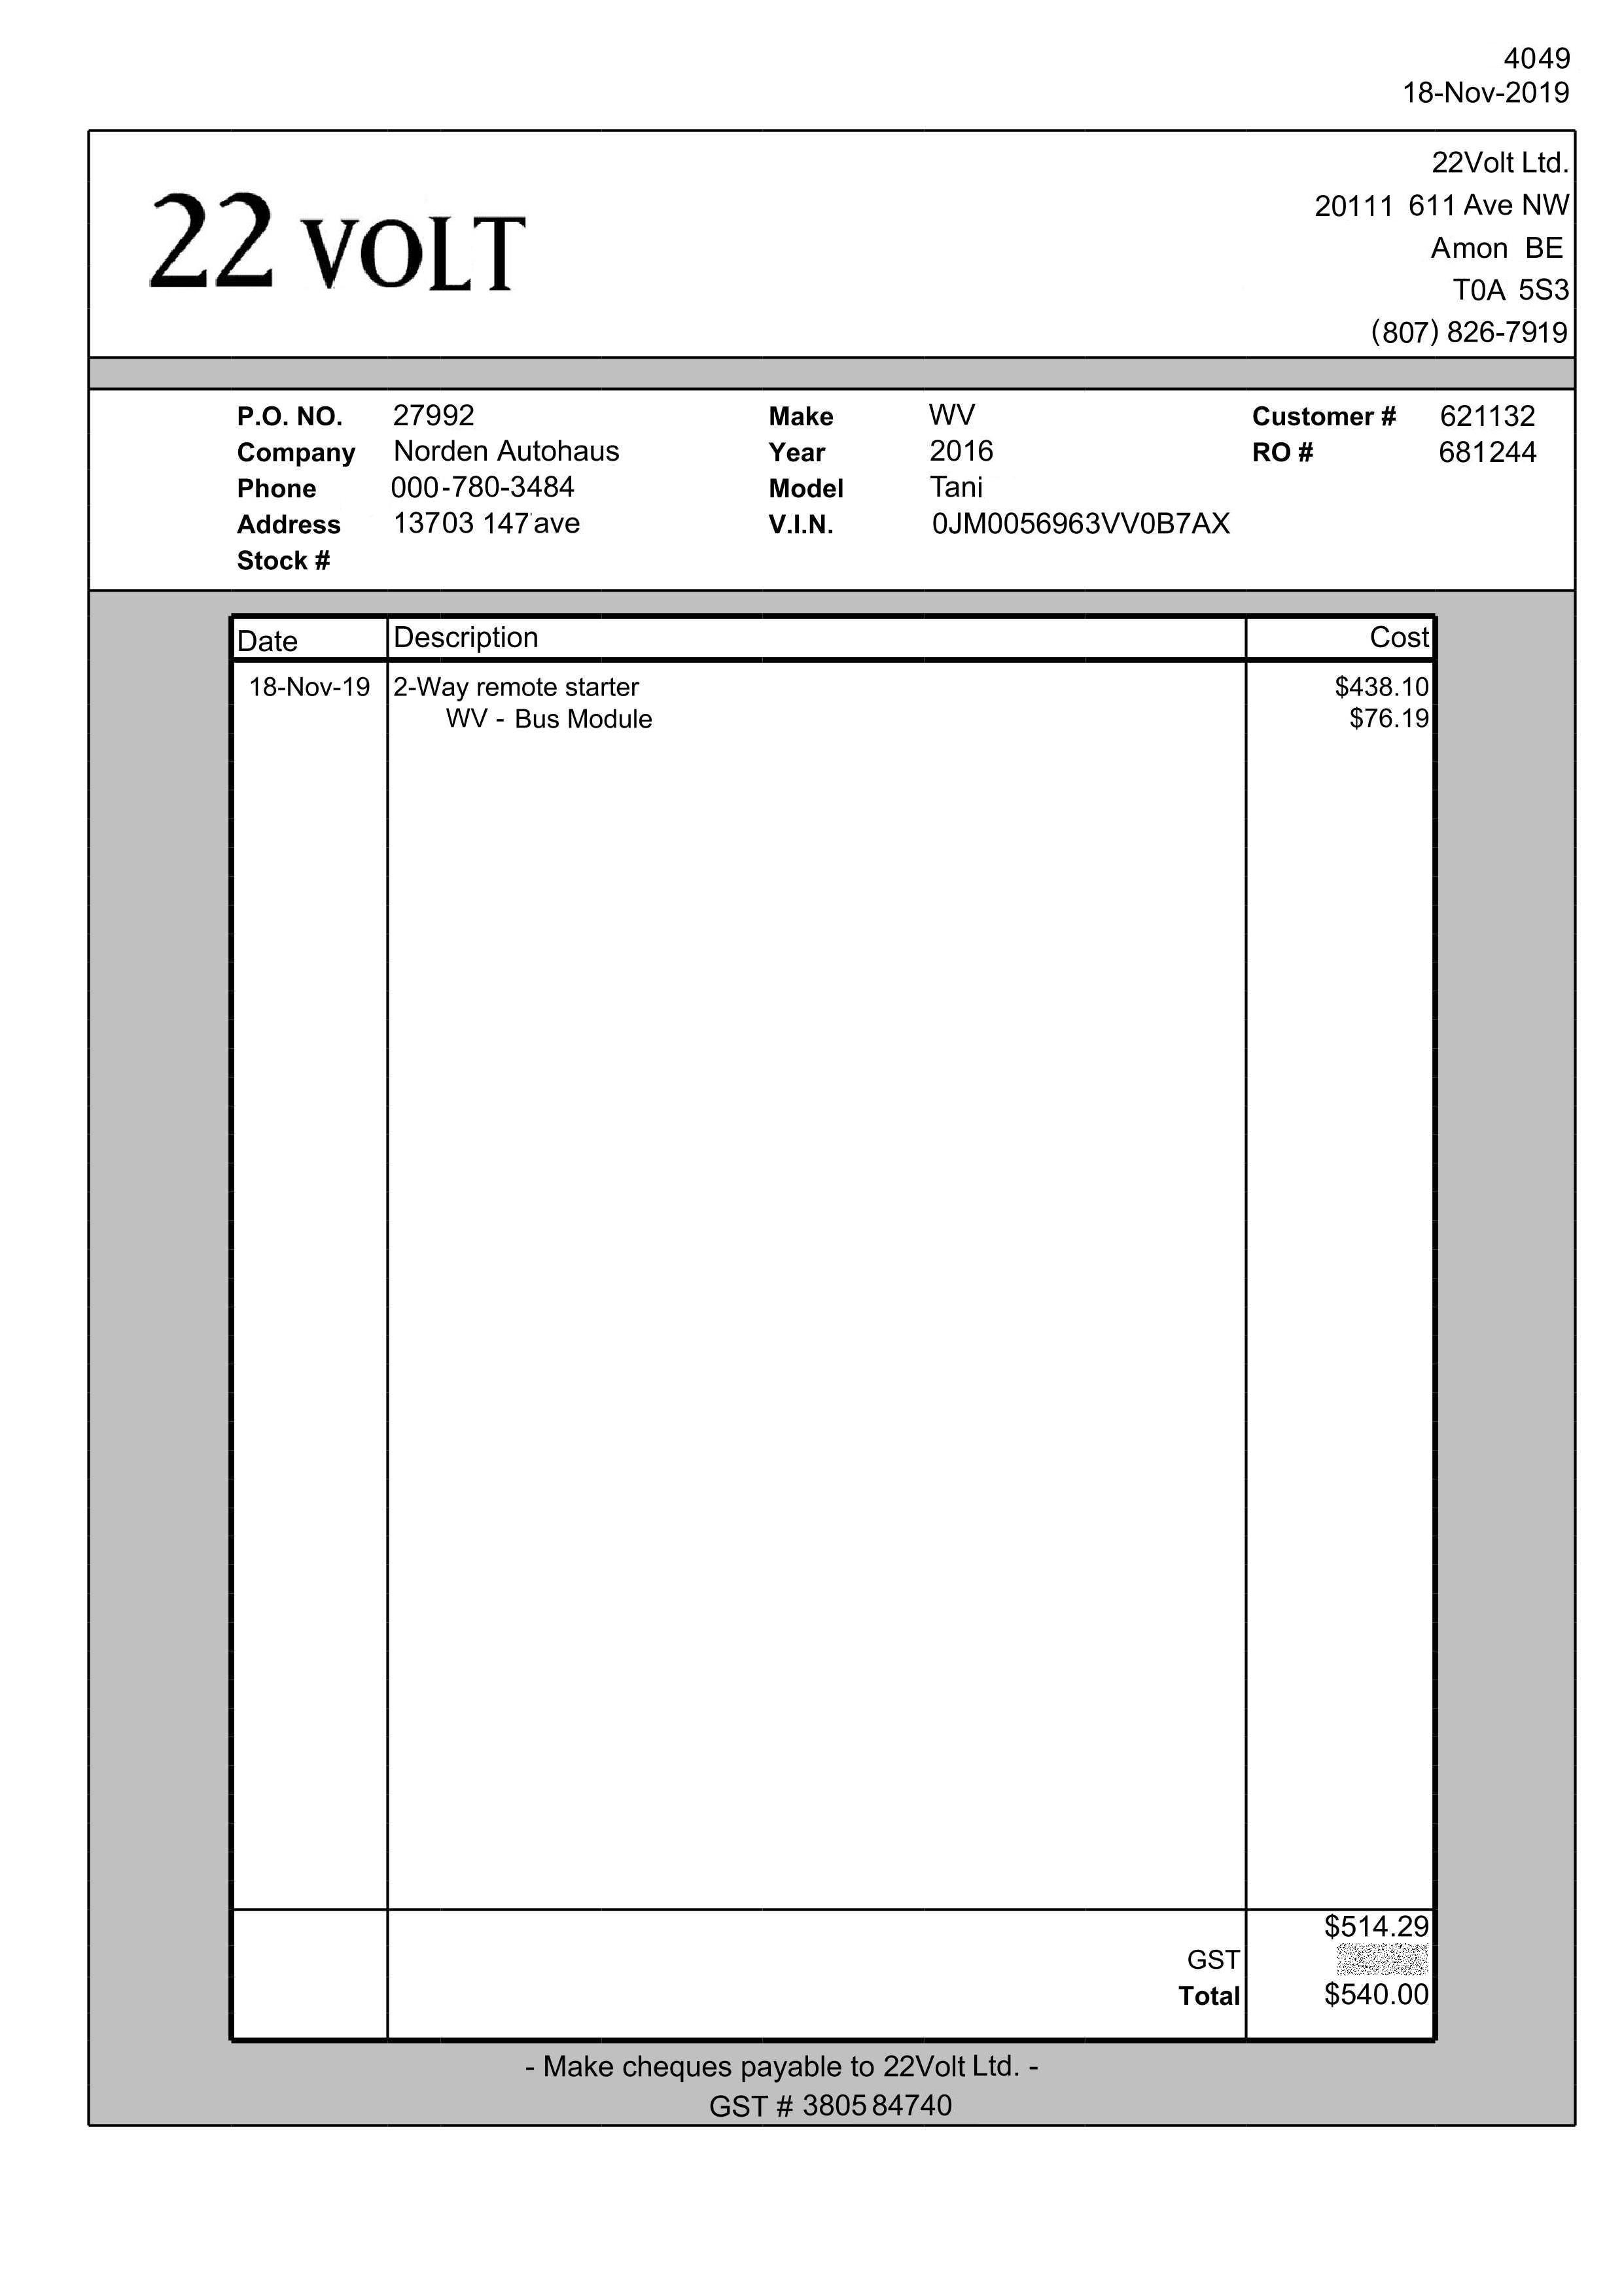 4049
18-Nov-2019
22 VOLT
22Volt Ltd.
20111 611 Ave NW
Amon BE
T0A 5S3
(807) 826-7919
P.O. NO. 27992 Make WV Customer # 621132
Company Norden Autohaus Year 2016 RO # 681244
Phone 000-780-3484 Model Tani
Address 13703 147 ave V.I.N. 0JM0056963VV0B7AX
Stock #
Date Description Cost
18-Nov-19 2-Way remote starter $438.10
WV - Bus Module $76.19
$514.29
GST
Total $540.00
- Make cheques payable to 22Volt Ltd. -
GST # 380584740